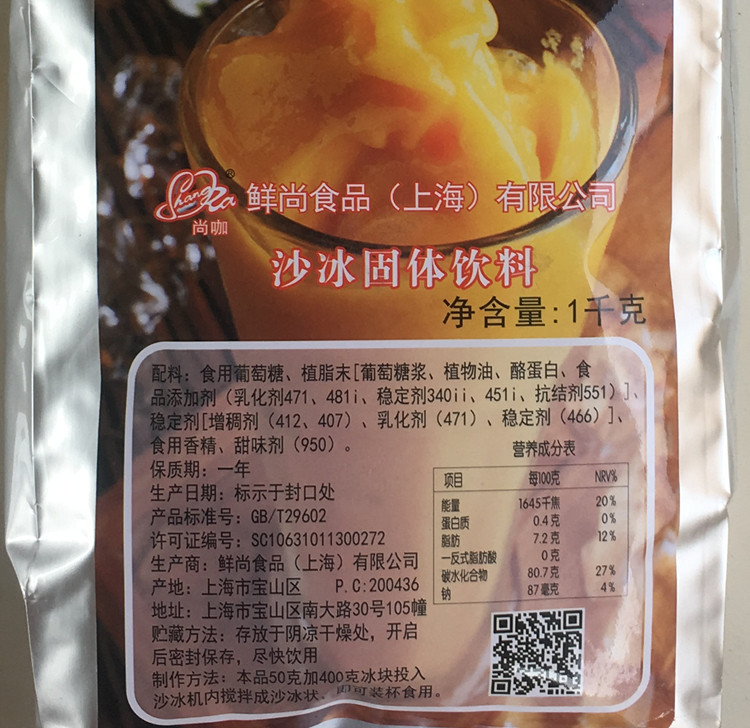 Shangka®
尚咖
鲜尚食品（上海）有限公司
沙冰固体饮料
净含量:1千克
配料：食用葡萄糖、植脂末[葡萄糖浆、植物油、酪蛋白、食
品添加剂（乳化剂471、481i、稳定剂340ii、451i、抗结剂551）]、
稳定剂[增稠剂（412、407）、乳化剂（471）、稳定剂（466）]、
食用香精、甜味剂（950）。
保质期：一年
生产日期：标示于封口处
产品标准号：GB/T29602
许可证编号：SC10631011300272
生产商：鲜尚食品（上海）有限公司
产地：上海市宝山区 P.C:200436
地址：上海市宝山区南大路30号105幢
贮藏方法：存放于阴凉干燥处，开启
后密封保存，尽快饮用
制作方法：本品50克加400克冰块投入
沙冰机内搅拌成沙冰状，即可装杯食用。
营养成分表
项目 每100克 NRV%
能量 1645千焦 20%
蛋白质 0.4克 0%
脂肪 7.2克 12%
—反式脂肪酸 0克
碳水化合物 80.7克 27%
钠 87毫克 4%